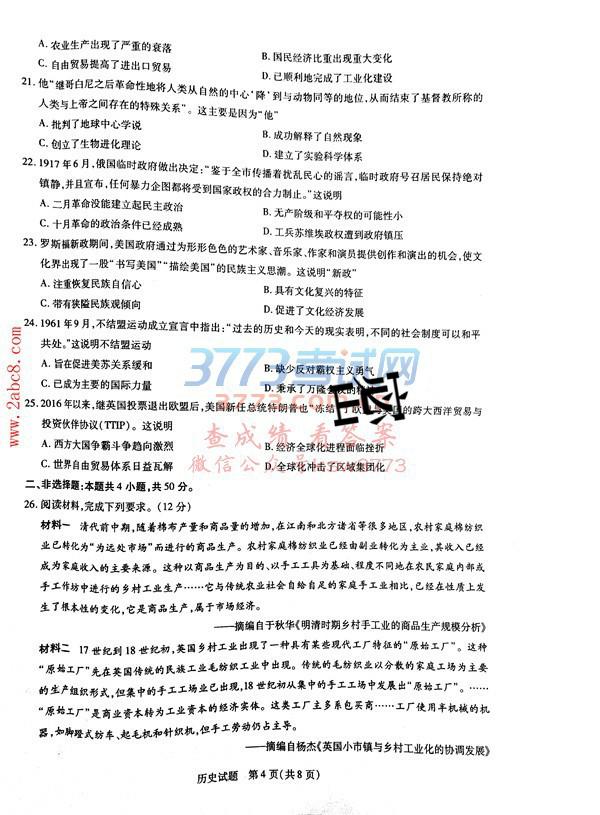 A. 农业生产出现了严重的衰落 B. 国民经济比重出现重大变化
C. 自由贸易提高了进出口贸易 D. 已顺利地完成了工业化建设
21. 他“继哥白尼之后革命性地将人类从自然的中心‘降’到与动物同等的地位,从而结束了基督教所称的
人类与上帝之间存在的特殊关系”。这主要是因为“他”
A. 批判了地球中心学说 B. 成功解释了自然现象
C. 创立了生物进化理论 D. 建立了实验科学体系
22. 1917 年 6 月,俄国临时政府做出决定:“鉴于全市传播着扰乱民心的谣言,临时政府号召居民保持绝对
镇静,并且宣布,任何暴力企图都将受到国家政权的合力制止。”这说明
A. 二月革命没能建立起民主政治 B. 无产阶级和平夺权的可能性小
C. 十月革命的政治条件已经成熟 D. 工兵苏维埃政权遭到政府镇压
23. 罗斯福新政期间,美国政府通过为形形色色的艺术家、音乐家、作家和演员提供创作和演出的机会,使文
化界出现了一股“书写美国”“描绘美国”的民族主义思潮。这说明“新政”
A. 注重恢复民族自信心 B. 具有文化复兴的特征
C. 带有狭隘民族观倾向 D. 促进了文化经济发展
24. 1961 年 9 月,不结盟运动成立宣言中指出:“过去的历史和今天的现实表明,不同的社会制度可以和平
共处。”这说明不结盟运动
A. 旨在促进美苏关系缓和 B. 缺少反对霸权主义勇气
C. 已成为主要的国际力量 D. 秉承了万隆会议的精神
25. 2016 年以来,继英国投票退出欧盟后,美国新任总统特朗普也“冻结”了欧盟与美国的跨大西洋贸易与
投资伙伴协议(TTIP)。这说明
A. 西方大国争霸斗争趋向激烈 B. 经济全球化进程面临挫折
C. 世界自由贸易体系日益瓦解 D. 全球化冲击了区域集团化
二、非选择题:本题共 4 小题,共 50 分。
26. 阅读材料,完成下列要求。(12 分)
材料一 清代前中期,随着棉布产量和商品量的增加,在江南和北方诸省等很多地区,农村家庭棉纺织
业已转化为“为远处市场”而进行的商品生产。农村家庭棉纺织业已经由副业转化为主业,其收入已经
成为家庭收入的主要来源。这种以商品生产为目的、以手工工具为基础、程度不同地在农民家庭内部或
手工作坊中进行的乡村工业生产……它与传统农业社会自给自足的家庭手工业相比,已经在性质上发
生了根本性的变化,它是商品生产,属于市场经济。
——摘编自于秋华《明清时期乡村手工业的商品生产规模分析》
材料二 17 世纪到 18 世纪初,英国乡村工业出现了一种具有某些现代工厂特征的“原始工厂”。这种
“原始工厂”先在英国传统的民族工业毛纺织工业中出现。传统的毛纺织业以分散的家庭工场为主要
的生产组织形式,但集中的手工工场业已出现,18 世纪初从集中的手工工场中发展出“原始工厂”。……
“原始工厂”是商业资本转为工业资本的经济实体。这类工厂主多系包买商……工厂使用半机械的机
器,如脚蹬式纺车、起毛机和针织机,但手工劳动仍占主导。
——摘编自杨杰《英国小市镇与乡村工业化的协调发展》
历史试题 第 4 页(共 8 页)
www.2abc8.com
3773考试网
查成绩 看答案